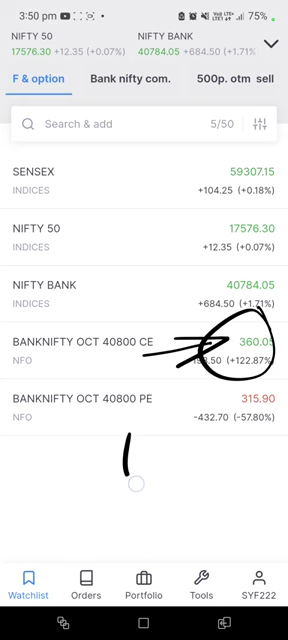 3:50 pm
75%
NIFTY 50
17576.30 +12.35 (+0.07%)
NIFTY BANK
40784.05 +684.50 (+1.71%
F & option
Bank nifty com.
500p. otm sell
Search & add
5/50
SENSEX
59307.15
INDICES
+104.25 (+0.18%)
NIFTY 50
17576.30
INDICES
+12.35 (+0.07%)
NIFTY BANK
40784.05
INDICES
+684.50 (+1.71%)
BANKNIFTY OCT 40800 CE
360.05
NFO
(+122.87%)
BANKNIFTY OCT 40800 PE
315.90
NFO
-432.70 (-57.80%)
Watchlist
Orders
Portfolio
Tools
SYF222